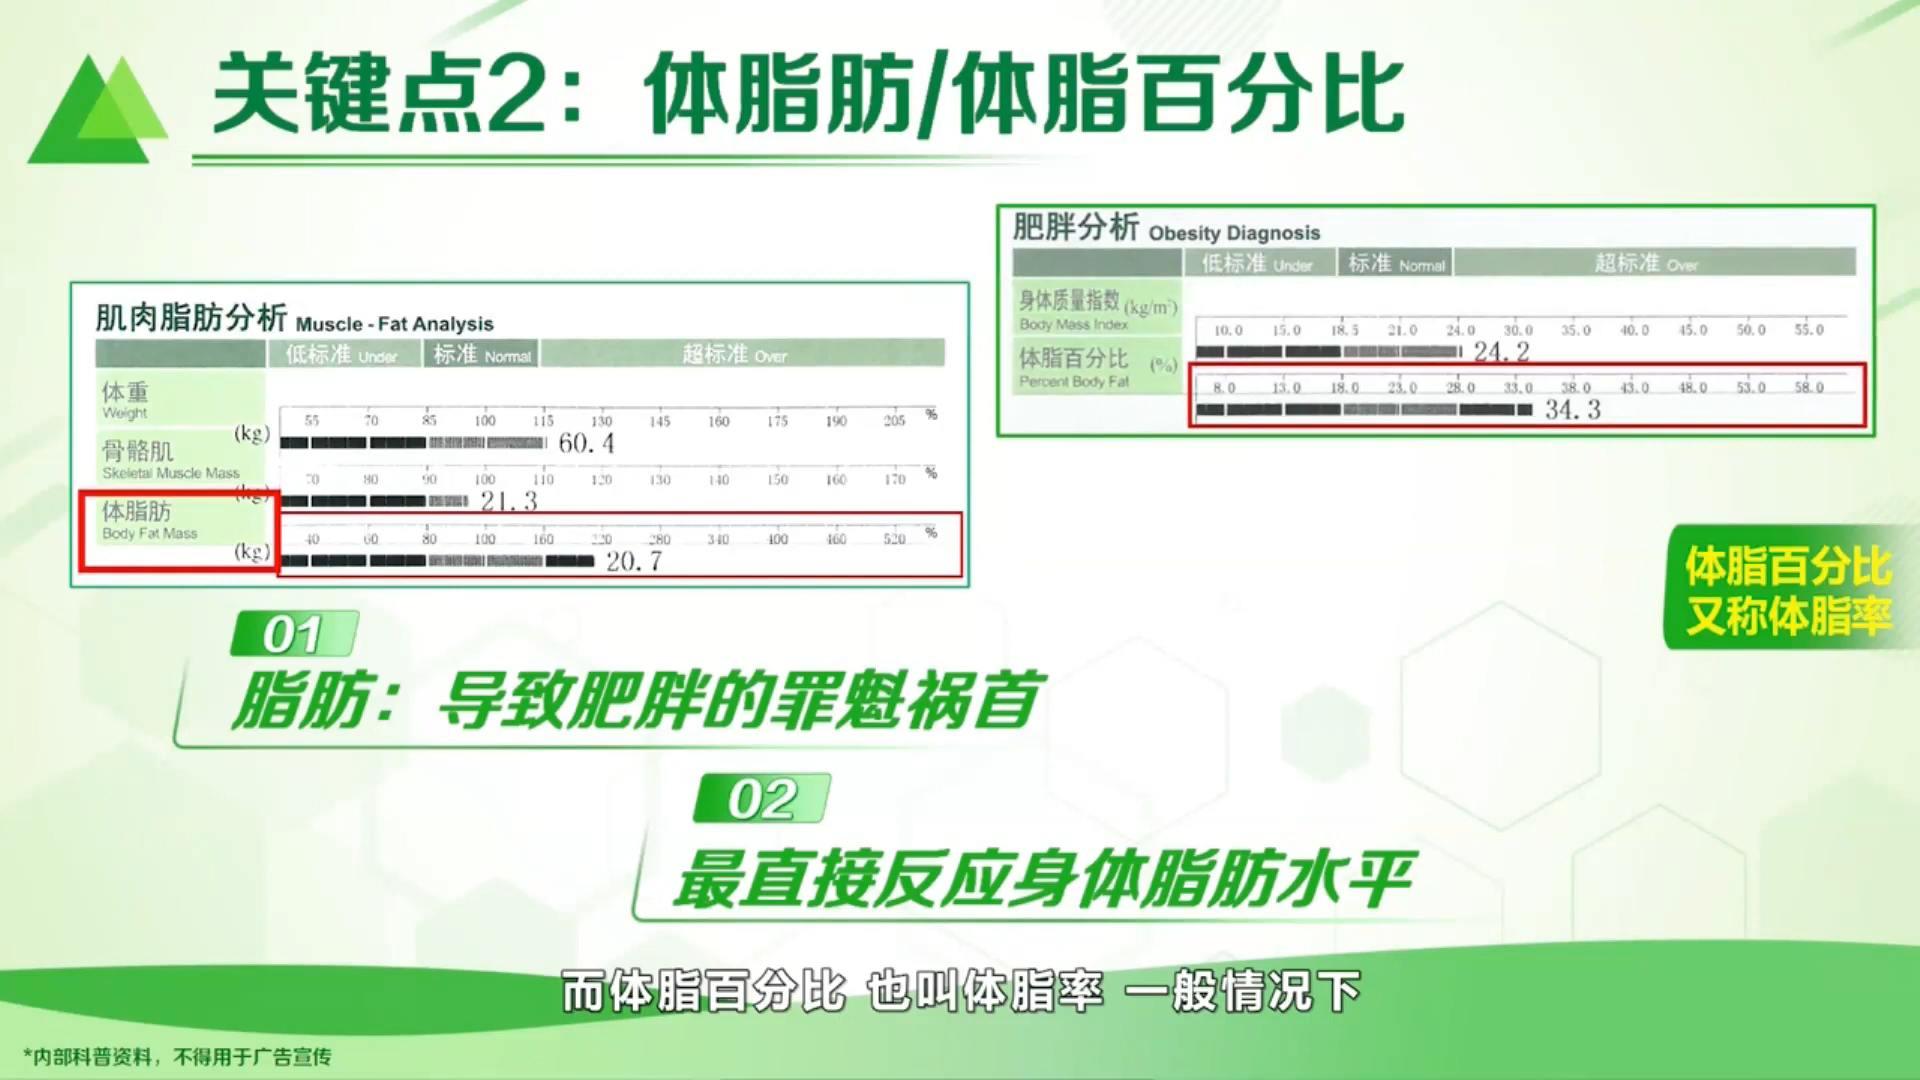 关键点2：体脂肪/体脂百分比
肥胖分析 Obesity Diagnosis
低标准 Under 标准 Normal 超标准 Over
身体质量指数 (kg/m²)
Body Mass Index
10.0 15.0 18.5 21.0 24.0 30.0 35.0 40.0 45.0 50.0 55.0
24.2
体脂百分比 (%)
Percent Body Fat
8.0 13.0 18.0 23.0 28.0 33.0 38.0 43.0 48.0 53.0 58.0
34.3
肌肉脂肪分析 Muscle - Fat Analysis
低标准 Under 标准 Normal 超标准 Over
体重
Weight
(kg)
55 70 85 100 115 130 145 160 175 190 205 %
60.4
骨骼肌
Skeletal Muscle Mass
(kg)
70 80 90 100 110 120 130 140 150 160 170 %
21.3
体脂肪
Body Fat Mass
(kg)
40 60 80 100 160 220 280 340 400 460 520 %
20.7
体脂百分比
又称体脂率
01
脂肪：导致肥胖的罪魁祸首
02
最直接反应身体脂肪水平
而体脂百分比 也叫体脂率 一般情况下
*内部科普资料，不得用于广告宣传